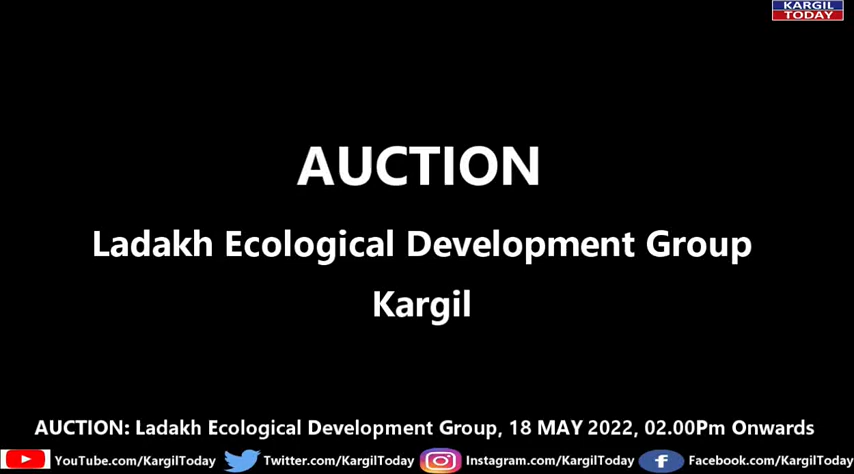 KARGIL
TODAY
AUCTION
Ladakh Ecological Development Group
Kargil
AUCTION: Ladakh Ecological Development Group, 18 MAY 2022, 02.00Pm Onwards
YouTube.com/KargilToday Twitter.com/KargilToday Instagram.com/KargilToday Facebook.com/KargilToday